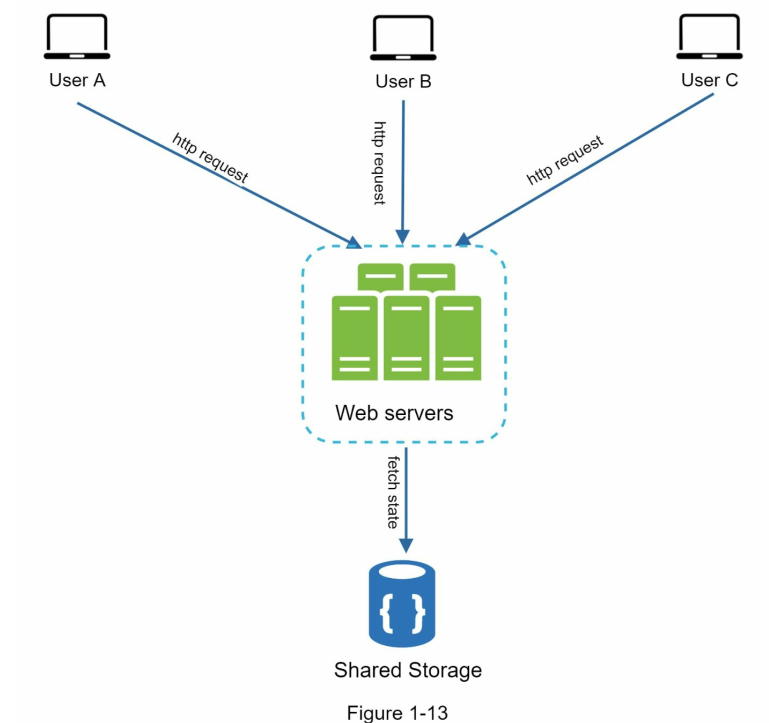 User A
User B
User C
http request
http request
http request
Web servers
fetch state
{ }
Shared Storage
Figure 1-13